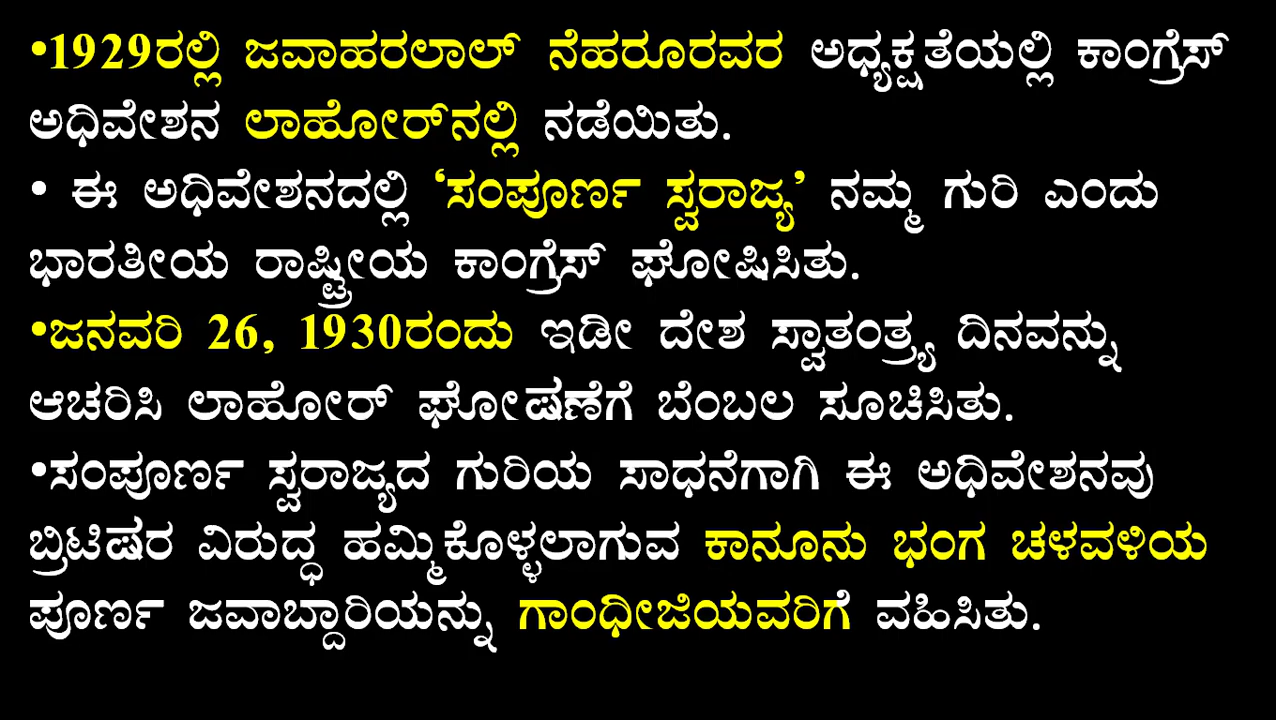 •1929ರಲ್ಲಿ ಜವಾಹರಲಾಲ್ ನೆಹರೂರವರ ಅಧ್ಯಕ್ಷತೆಯಲ್ಲಿ ಕಾಂಗ್ರೆಸ್
ಅಧಿವೇಶನ ಲಾಹೋರ್‌ನಲ್ಲಿ ನಡೆಯಿತು.
• ಈ ಅಧಿವೇಶನದಲ್ಲಿ ‘ಸಂಪೂರ್ಣ ಸ್ವರಾಜ್ಯ’ ನಮ್ಮ ಗುರಿ ಎಂದು
ಭಾರತೀಯ ರಾಷ್ಟ್ರೀಯ ಕಾಂಗ್ರೆಸ್ ಘೋಷಿಸಿತು.
•ಜನವರಿ 26, 1930ರಂದು ಇಡೀ ದೇಶ ಸ್ವಾತಂತ್ರ್ಯ ದಿನವನ್ನು
ಆಚರಿಸಿ ಲಾಹೋರ್ ಘೋಷಣೆಗೆ ಬೆಂಬಲ ಸೂಚಿಸಿತು.
•ಸಂಪೂರ್ಣ ಸ್ವರಾಜ್ಯದ ಗುರಿಯ ಸಾಧನೆಗಾಗಿ ಈ ಅಧಿವೇಶನವು
ಬ್ರಿಟಿಷರ ವಿರುದ್ಧ ಹಮ್ಮಿಕೊಳ್ಳಲಾಗುವ ಕಾನೂನು ಭಂಗ ಚಳವಳಿಯ
ಪೂರ್ಣ ಜವಾಬ್ದಾರಿಯನ್ನು ಗಾಂಧೀಜಿಯವರಿಗೆ ವಹಿಸಿತು.